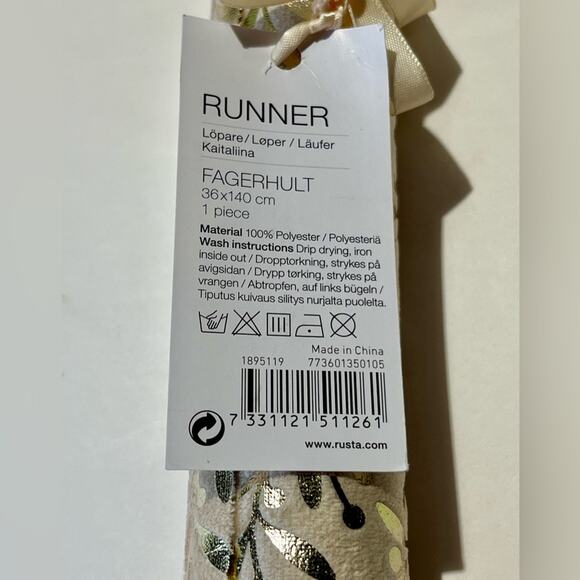 RUNNER
Löpare / Løper / Läufer
Kaitaliina
FAGERHULT
36x140 cm
1 piece
Material 100% Polyester / Polyesteriä
Wash instructions Drip drying, iron
inside out / Dropptorkning, strykes på
avigsidan / Drypp tørking, strykes på
vrangen / Abtropfen, auf links bügeln /
Tiputus kuivaus silitys nurjalta puolelta.
Made in China
1895119 773601350105
7 331121 511261
www.rusta.com